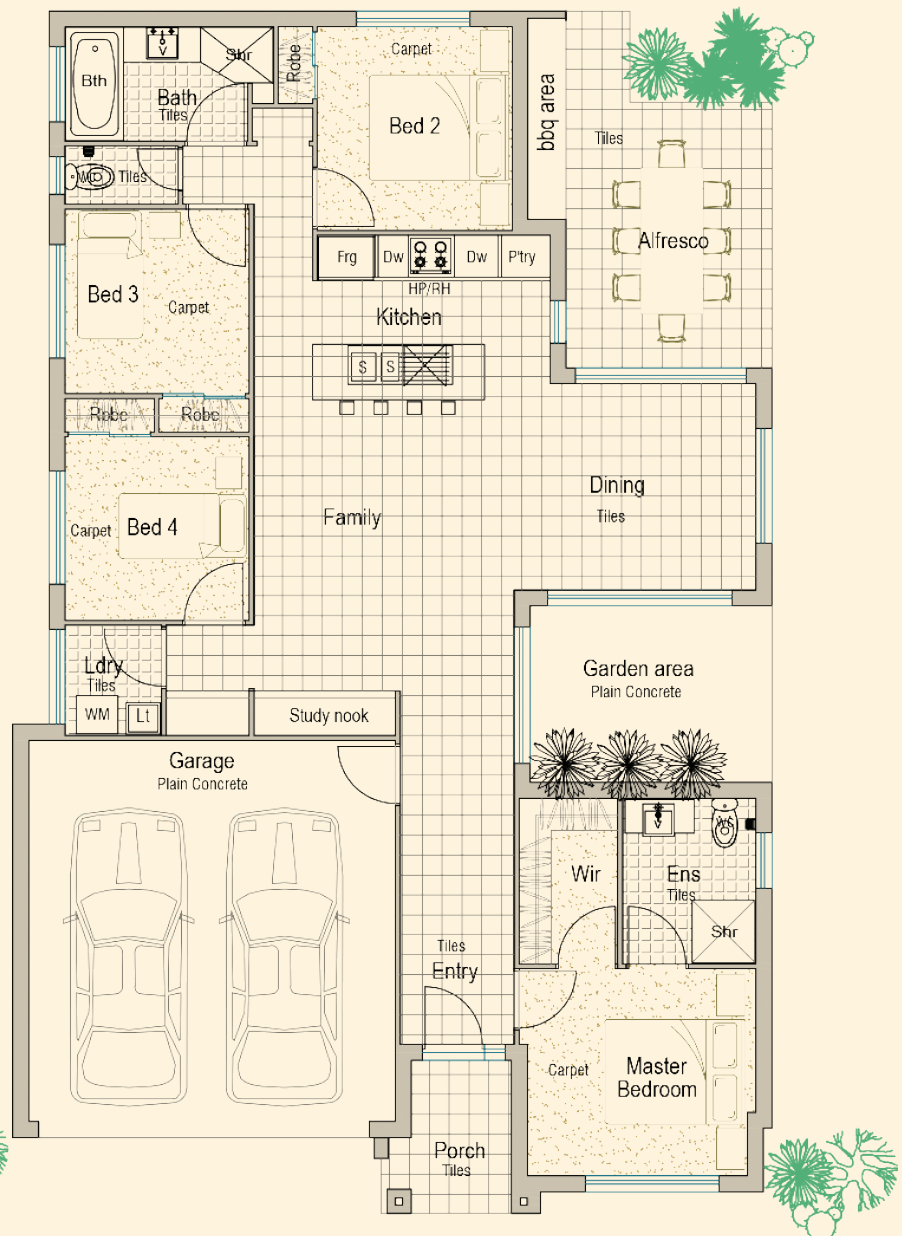 Bth
Shr
Bath
Tiles
Robe
Carpet
Bed 2
bbq area
Tiles
Alfresco
WC
Tiles
Bed 3
Carpet
Frg
Dw
Dw
P'try
HP/RH
Kitchen
S
S
Robe
Robe
Carpet
Bed 4
Family
Dining
Tiles
Ldry
Tiles
WM
Lt
Study nook
Garden area
Plain Concrete
Garage
Plain Concrete
Wir
WC
Ens
Tiles
Shr
Tiles
Entry
Carpet
Master
Bedroom
Porch
Tiles